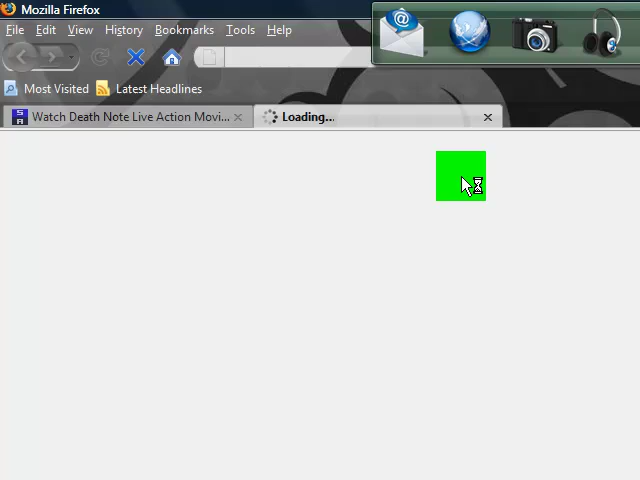 Mozilla Firefox
File Edit View History Bookmarks Tools Help
Most Visited Latest Headlines
S A Watch Death Note Live Action Movi... Loading...